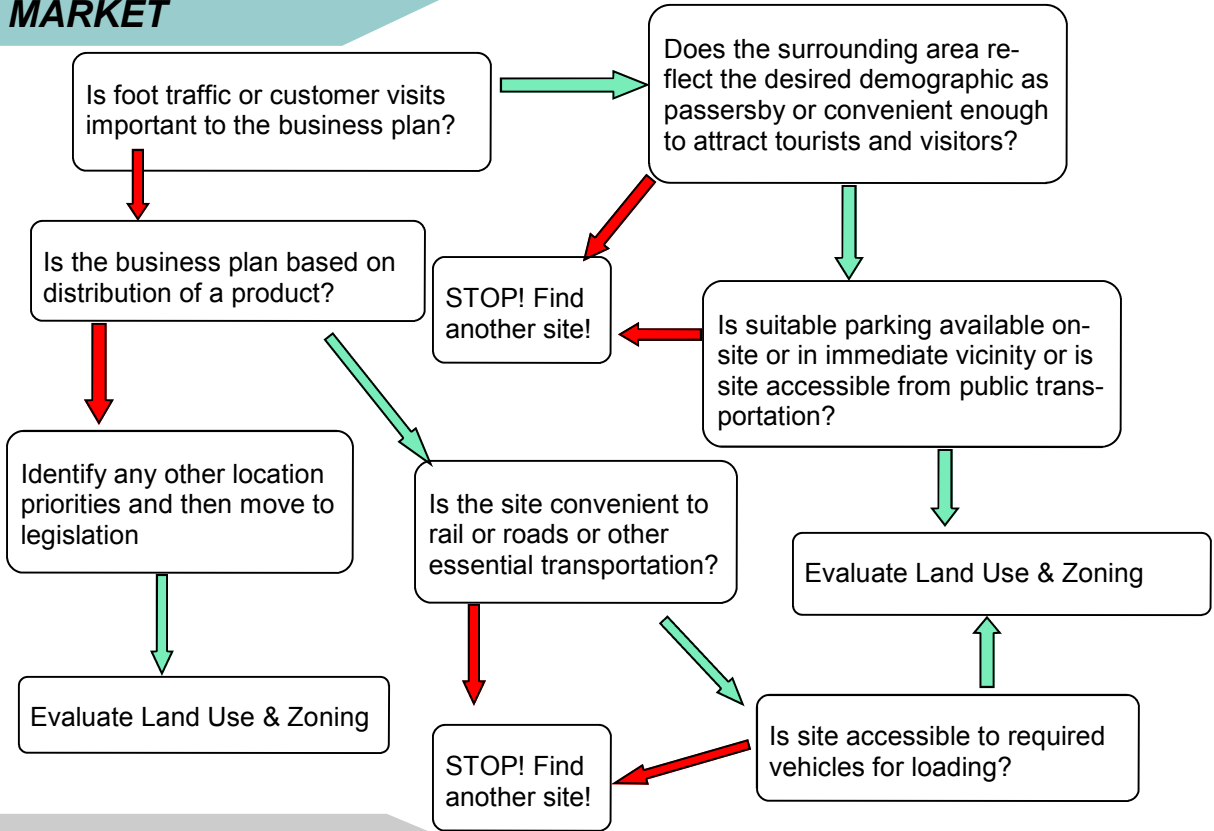 MARKET
Is foot traffic or customer visits
important to the business plan?
Does the surrounding area re-
flect the desired demographic as
passersby or convenient enough
to attract tourists and visitors?
Is the business plan based on
distribution of a product?
STOP! Find
another site!
Is suitable parking available on-
site or in immediate vicinity or is
site accessible from public trans-
portation?
Identify any other location
priorities and then move to
legislation
Is the site convenient to
rail or roads or other
essential transportation?
Evaluate Land Use & Zoning
Evaluate Land Use & Zoning
STOP! Find
another site!
Is site accessible to required
vehicles for loading?